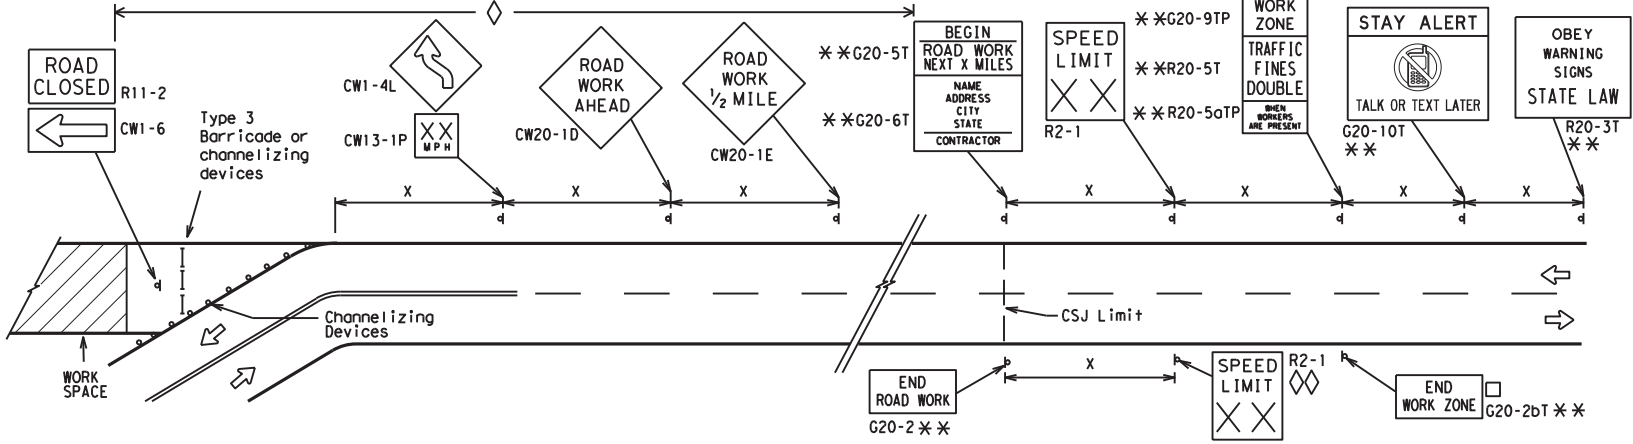 ROAD
CLOSED
R11-2
CW1-6
Type 3
Barricade or
channelizing
devices
CW1-4L
CW13-1P
X X
MPH
ROAD
WORK
AHEAD
CW20-1D
ROAD
WORK
1/2 MILE
CW20-1E
**G20-5T
**G20-6T
BEGIN
ROAD WORK
NEXT X MILES
NAME
ADDRESS
CITY
STATE
CONTRACTOR
SPEED
LIMIT
X X
R2-1
**G20-9TP
**R20-5T
**R20-5aTP
WORK
ZONE
TRAFFIC
FINES
DOUBLE
WHEN
WORKERS
ARE PRESENT
STAY ALERT
TALK OR TEXT LATER
G20-10T
**
OBEY
WARNING
SIGNS
STATE LAW
R20-3T
**
X
X
X
X
X
X
X
Channelizing
Devices
CSJ Limit
WORK
SPACE
X
END
ROAD WORK
G20-2 **
SPEED
LIMIT
X X
R2-1
END
WORK ZONE
G20-2bT **